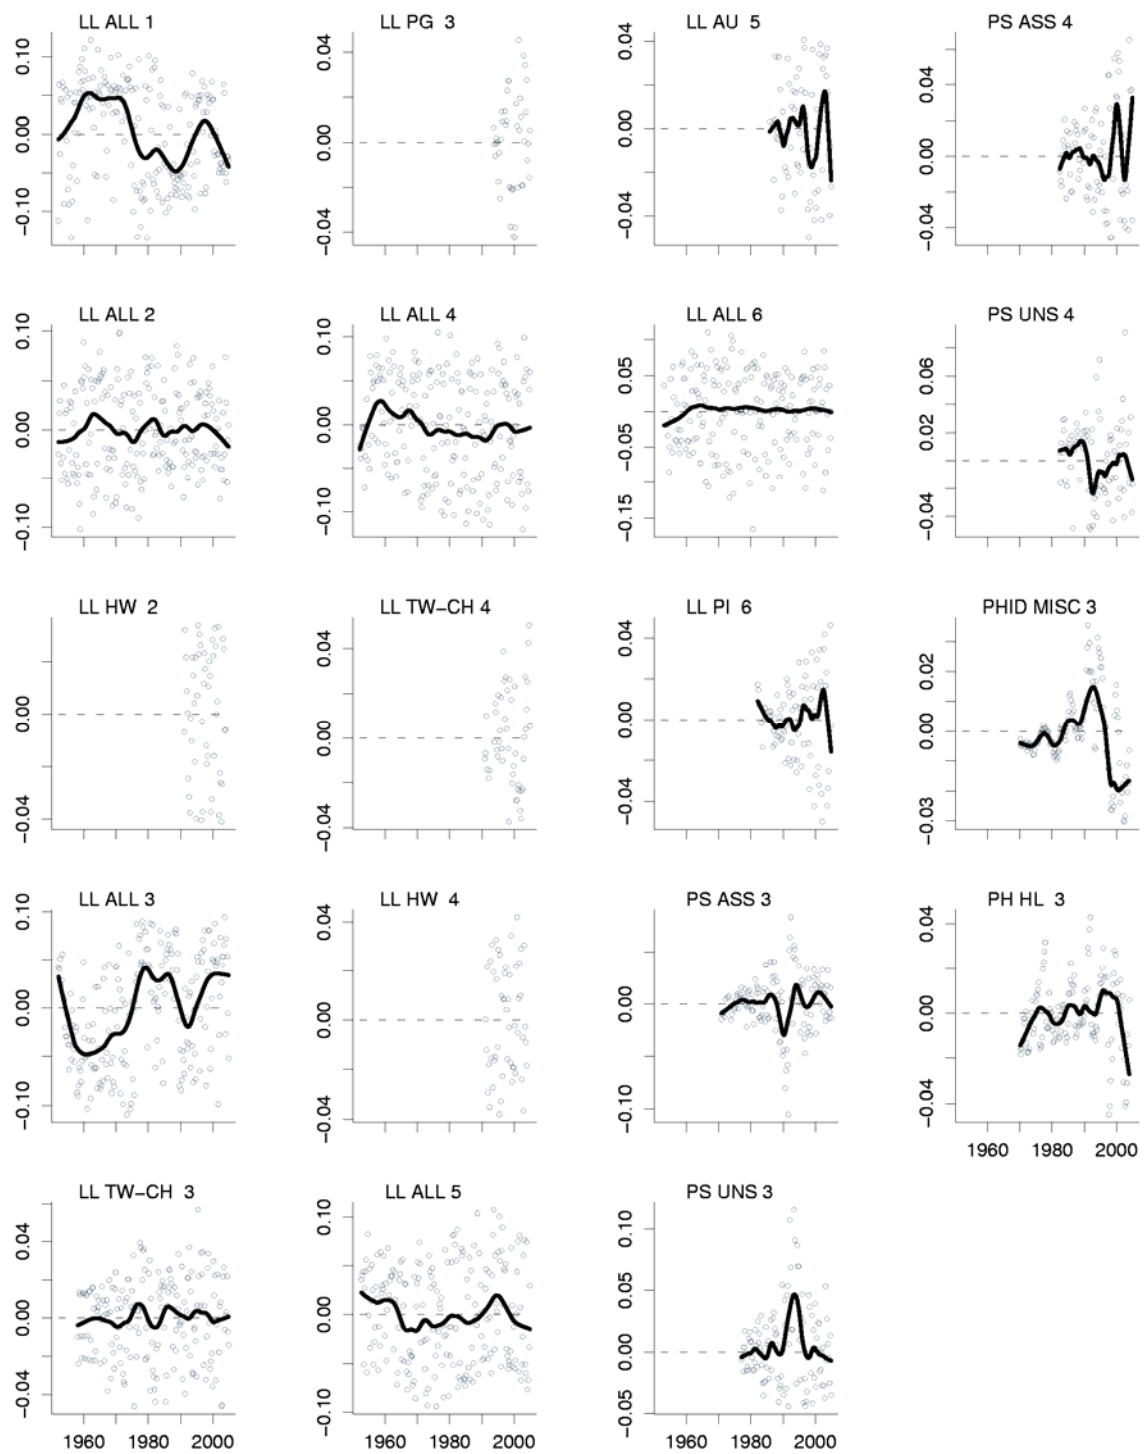 LL ALL 1
0.10
0.00
−0.10
LL PG 3
0.04
0.00
−0.04
LL AU 5
0.04
0.00
−0.04
PS ASS 4
0.04
0.00
−0.04
LL ALL 2
0.10
0.00
−0.10
LL ALL 4
0.10
0.00
−0.10
LL ALL 6
0.05
−0.05
−0.15
PS UNS 4
0.06
0.02
−0.04
LL HW 2
0.00
−0.04
LL TW−CH 4
0.04
0.00
−0.04
LL PI 6
0.04
0.00
−0.04
PHID MISC 3
0.02
0.00
−0.03
LL ALL 3
0.10
0.00
−0.10
LL HW 4
0.04
0.00
−0.04
PS ASS 3
0.00
−0.10
PH HL 3
0.04
0.00
−0.04
1960 1980 2000
LL TW−CH 3
0.04
0.00
−0.04
1960 1980 2000
LL ALL 5
0.10
0.00
−0.10
1960 1980 2000
PS UNS 3
0.10
0.05
0.00
−0.05
1960 1980 2000